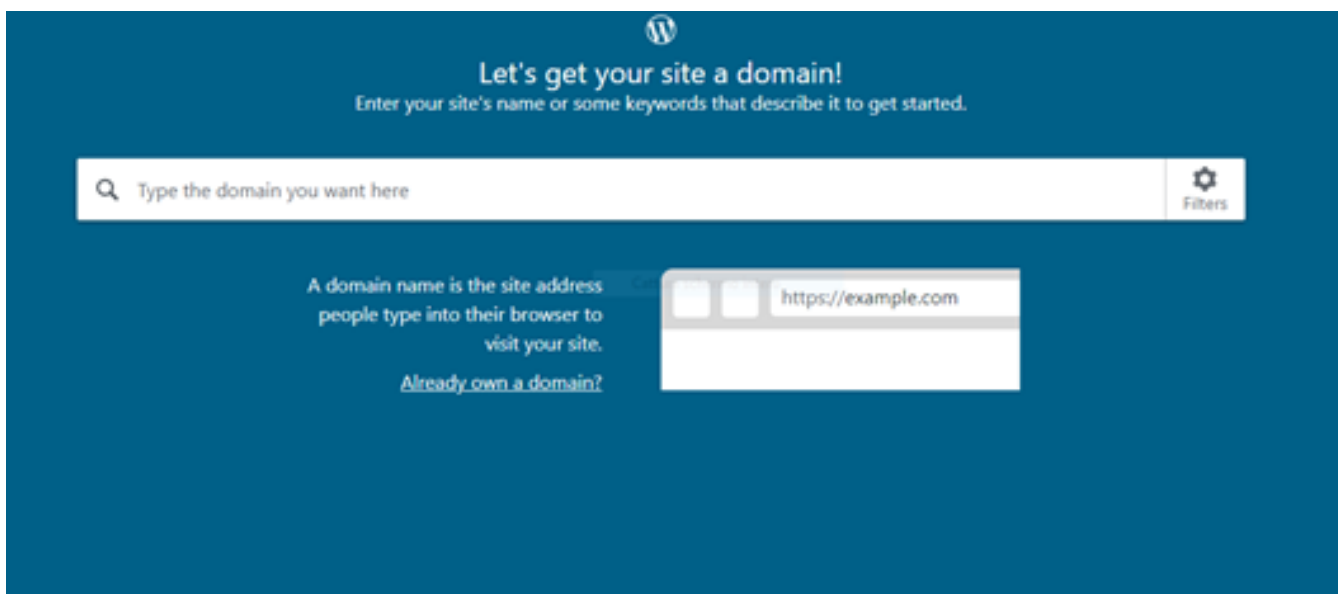 Let's get your site a domain!
Enter your site's name or some keywords that describe it to get started.
Type the domain you want here
Filters
A domain name is the site address
people type into their browser to
visit your site.
Already own a domain?
https://example.com